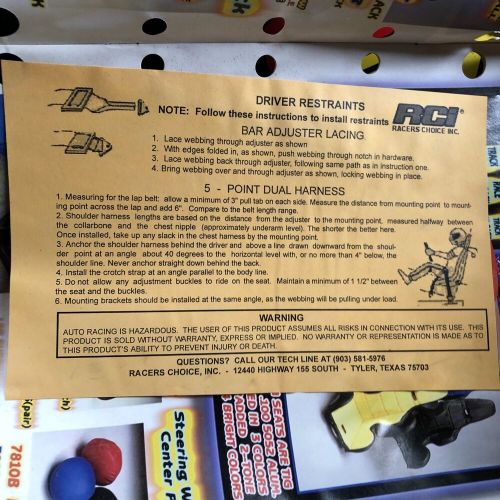 DRIVER RESTRAINTS
NOTE: Follow these instructions to install restraints
RCI®
RACERS CHOICE INC.
BAR ADJUSTER LACING
1. Lace webbing through adjuster as shown
2. With edges folded in, as shown, push webbing through notch in hardware.
3. Lace webbing back through adjuster, following same path as in instruction one.
4. Bring webbing over and through adjuster as shown, locking webbing in place.
5 - POINT DUAL HARNESS
1. Measuring for the lap belt: allow a minimum of 3" pull tab on each side. Measure the distance from mounting point to mount-
ing point across the lap and add 6". Compare to the belt length range.
2. Shoulder harness lengths are based on the distance from the adjuster to the mounting point, measured halfway between
the collarbone and the chest nipple (approximately underarm level). The shorter the better here.
Once installed, take up any slack in the chest harness by the mounting point.
3. Anchor the shoulder harness behind the driver and above a line drawn downward from the shoul-
der point at an angle about 40 degrees to the horizontal level with, or no more than 4" below, the
shoulder line. Never anchor straight down behind the back.
4. Install the crotch strap at an angle parallel to the body line.
5. Do not allow any adjustment buckles to ride on the seat. Maintain a minimum of 1 1/2" between
the seat and the buckles.
6. Mounting brackets should be installed at the same angle, as the webbing will be pulling under load.
WARNING
AUTO RACING IS HAZARDOUS. THE USER OF THIS PRODUCT ASSUMES ALL RISKS IN CONNECTION WITH ITS USE. THIS
PRODUCT IS SOLD WITHOUT WARRANTY, EXPRESS OR IMPLIED. NO WARRANTY OR REPRESENTATION IS MADE AS TO
THIS PRODUCT'S ABILITY TO PREVENT INJURY OR DEATH.
QUESTIONS? CALL OUR TECH LINE AT (903) 581-5976
RACERS CHOICE, INC. - 12440 HIGHWAY 155 SOUTH - TYLER, TEXAS 75703
7810B
(pair)
Steering W
Center P
SEATS ARE TIG
5052 ALUM.
IN 3 COLORS
2-TONE
BRIGHT COLORS